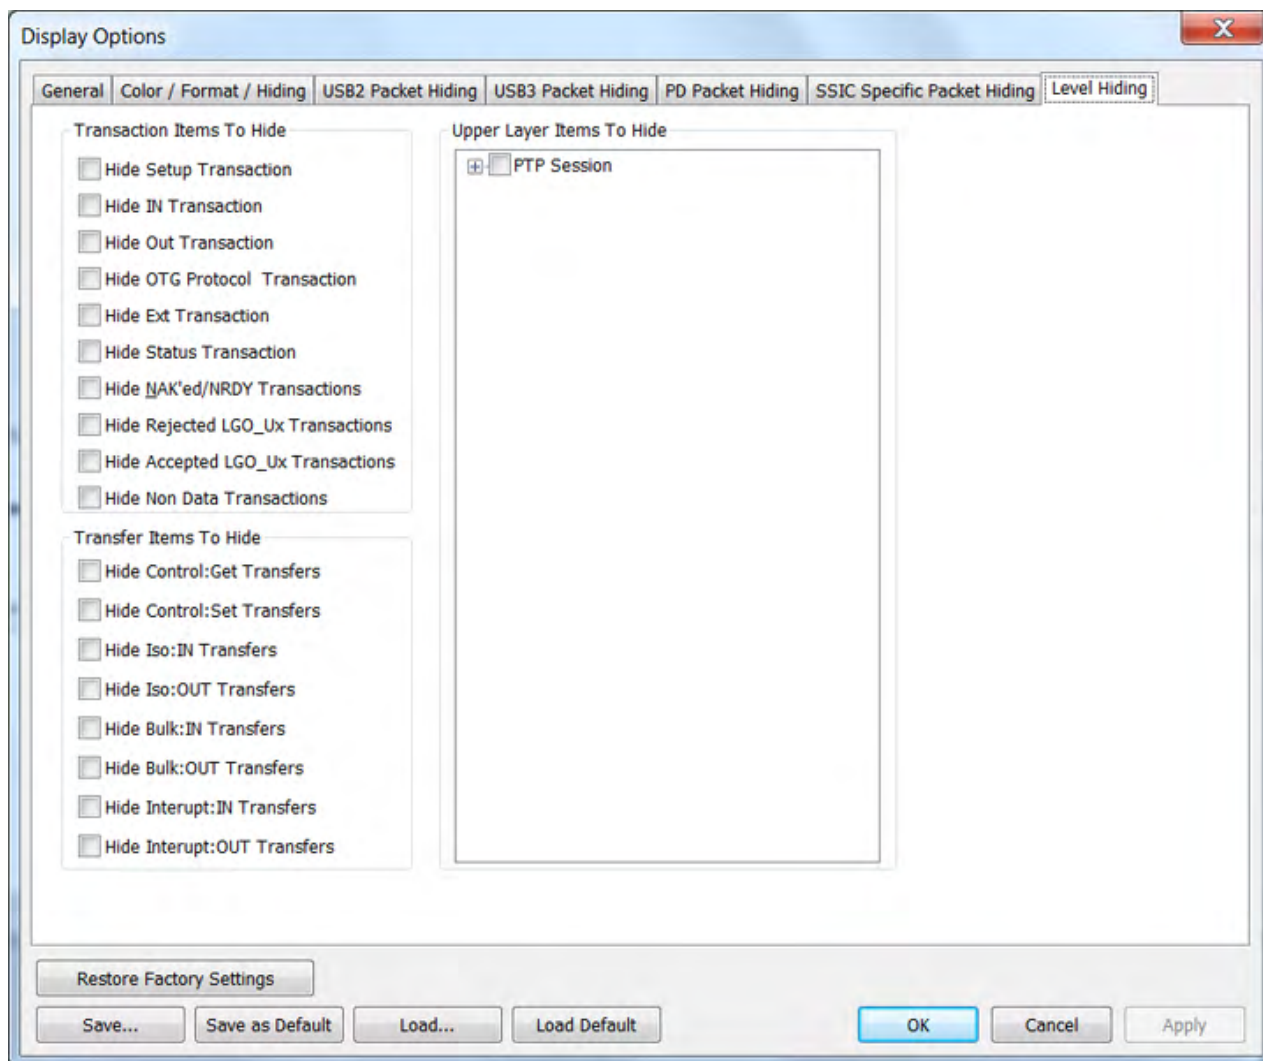 Display Options
General
Color / Format / Hiding
USB2 Packet Hiding
USB3 Packet Hiding
PD Packet Hiding
SSIC Specific Packet Hiding
Level Hiding
Transaction Items To Hide
Hide Setup Transaction
Hide IN Transaction
Hide Out Transaction
Hide OTG Protocol  Transaction
Hide Ext Transaction
Hide Status Transaction
Hide NAK'ed/NRDY Transactions
Hide Rejected LGO_Ux Transactions
Hide Accepted LGO_Ux Transactions
Hide Non Data Transactions
Transfer Items To Hide
Hide Control:Get Transfers
Hide Control:Set Transfers
Hide Iso:IN Transfers
Hide Iso:OUT Transfers
Hide Bulk:IN Transfers
Hide Bulk:OUT Transfers
Hide Interupt:IN Transfers
Hide Interupt:OUT Transfers
Upper Layer Items To Hide
PTP Session
Restore Factory Settings
Save...
Save as Default
Load...
Load Default
OK
Cancel
Apply